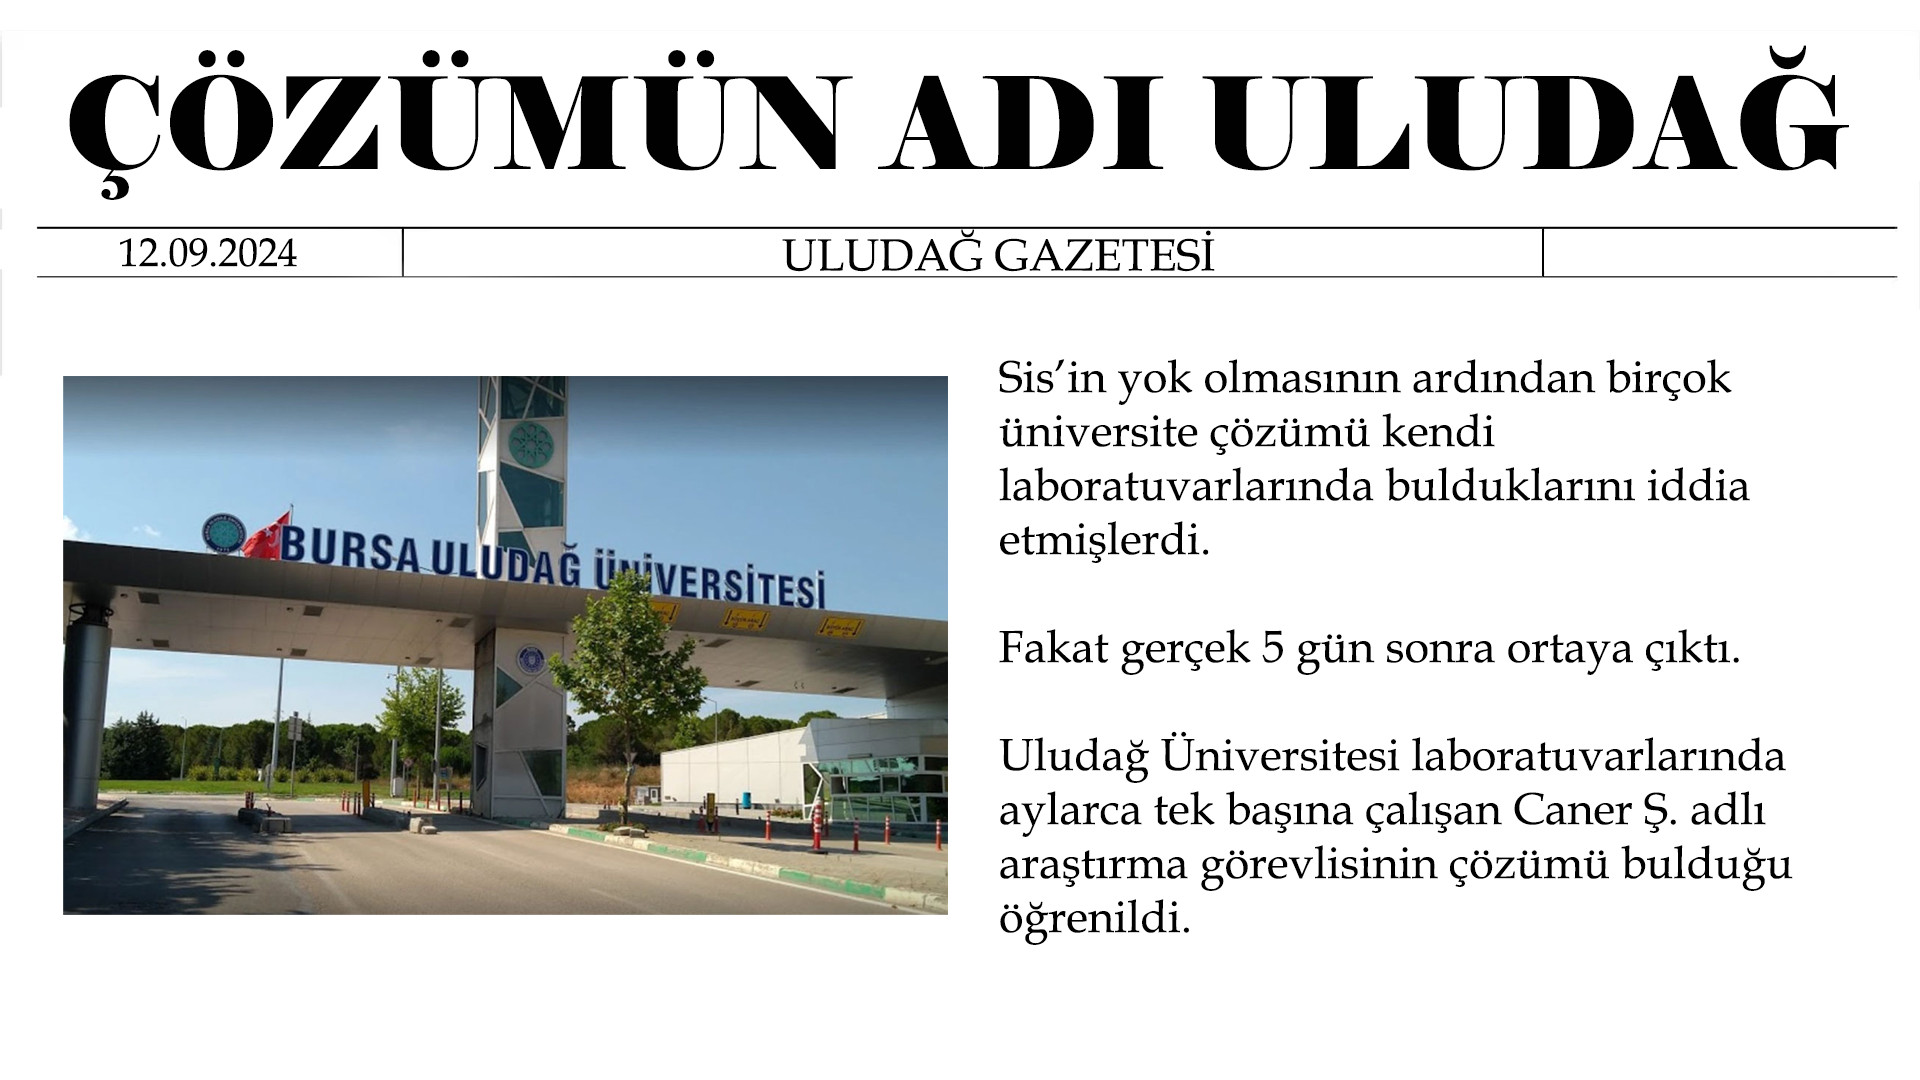 ÇÖZÜMÜN ADI ULUDAĞ
12.09.2024
ULUDAĞ GAZETESİ
BURSA ULUDAĞ ÜNİVERSİTESİ
Sis’in yok olmasının ardından birçok
üniversite çözümü kendi
laboratuvarlarında bulduklarını iddia
etmişlerdi.
Fakat gerçek 5 gün sonra ortaya çıktı.
Uludağ Üniversitesi laboratuvarlarında
aylarca tek başına çalışan Caner Ş. adlı
araştırma görevlisinin çözümü bulduğu
öğrenildi.